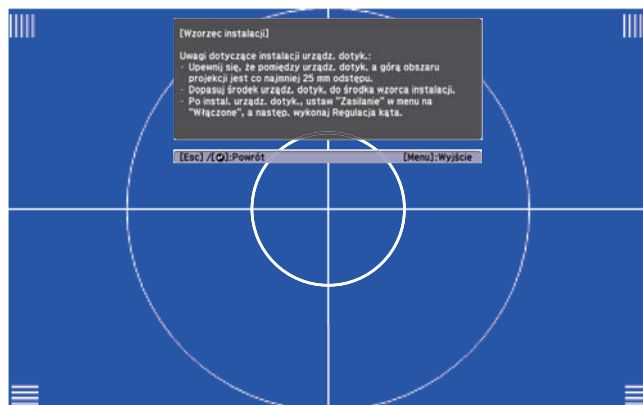 [Wzorzec instalacji]
Uwagi dotyczące instalacji urządz. dotyk.:
· Upewnij się, że pomiędzy urządz. dotyk. a górą obszaru
projekcji jest co najmniej 25 mm odstępu.
· Dopasuj środek urządz. dotyk. do środka wzorca instalacji.
· Po instal. urządz. dotyk., ustaw "Zasilanie" w menu na
"Włączone", a następ. wykonaj Regulacja kąta.
[Esc] /[⮌]:Powrót [Menu]:Wyjście